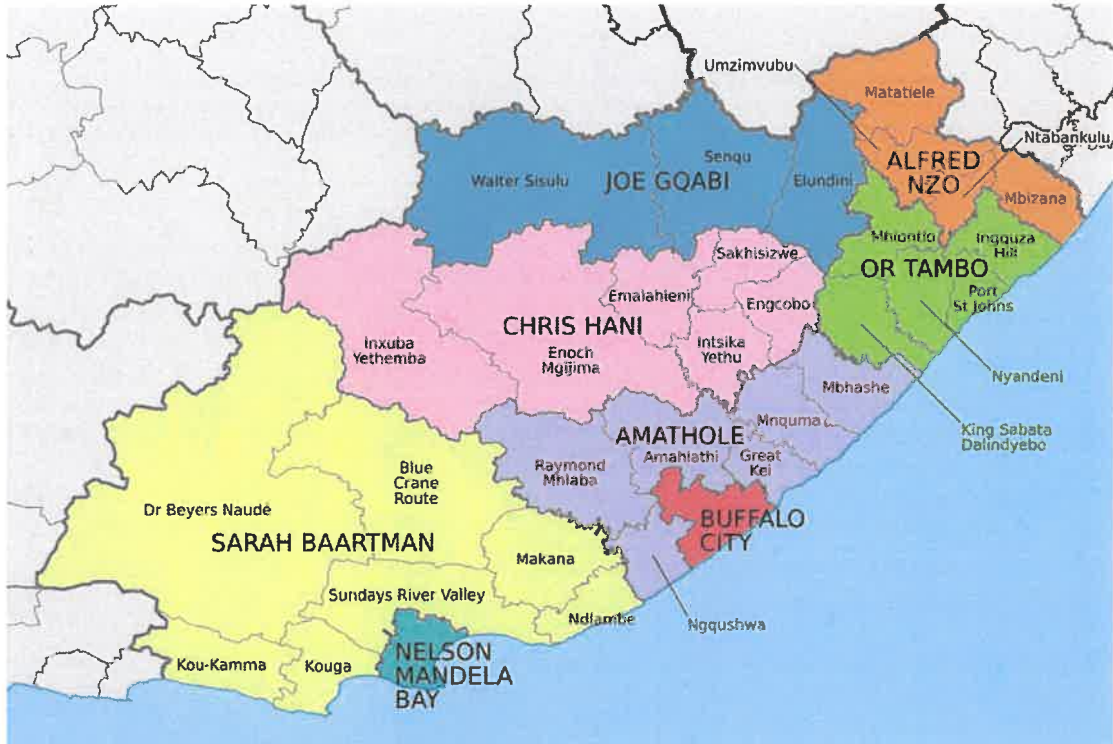 Umzimvubu
Matatiele
Ntabankulu
ALFRED
NZO
Mbizana
Walter Sisulu
JOE GQABI
Senqu
Elundini
Mhlontlo
Ingquza
Hill
OR TAMBO
Port
St Johns
Sakhisizwe
Emalahleni
Engcobo
CHRIS HANI
Inxuba
Yethemba
Enoch
Mgijima
Intsika
Yethu
Nyandeni
Mbhashe
King Sabata
Dalindyebo
Mnquma
AMATHOLE
Amahlathi
Great
Kei
Raymond
Mhlaba
Blue
Crane
Route
Dr Beyers Naudé
SARAH BAARTMAN
BUFFALO
CITY
Makana
Sundays River Valley
Ndlambe
Ngqushwa
Kou-Kamma
Kouga
NELSON
MANDELA
BAY